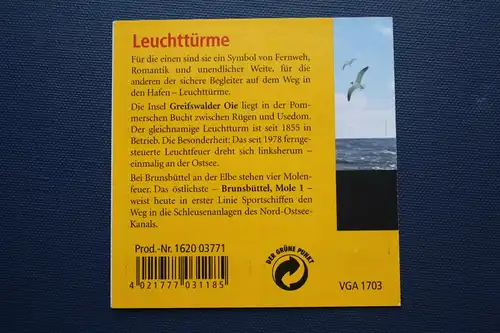 Leuchttürme
Für die einen sind sie ein Symbol von Fernweh,
Romantik und unendlicher Weite, für die
anderen der sichere Begleiter auf dem Weg in
den Hafen – Leuchttürme.
Die Insel Greifswalder Oie liegt in der Pom-
merschen Bucht zwischen Rügen und Usedom.
Der gleichnamige Leuchtturm ist seit 1855 in
Betrieb. Die Besonderheit: Das seit 1978 fernge-
steuerte Leuchtfeuer dreht sich linksherum –
einmalig an der Ostsee.
Bei Brunsbüttel an der Elbe stehen vier Molen-
feuer. Das östlichste – Brunsbüttel, Mole 1 –
weist heute in erster Linie Sportschiffen den
Weg in die Schleusenanlagen des Nord-Ostsee-
Kanals.
Prod.-Nr. 1620 03771
4 021777 031185
DER GRÜNE PUNKT
VGA 1703